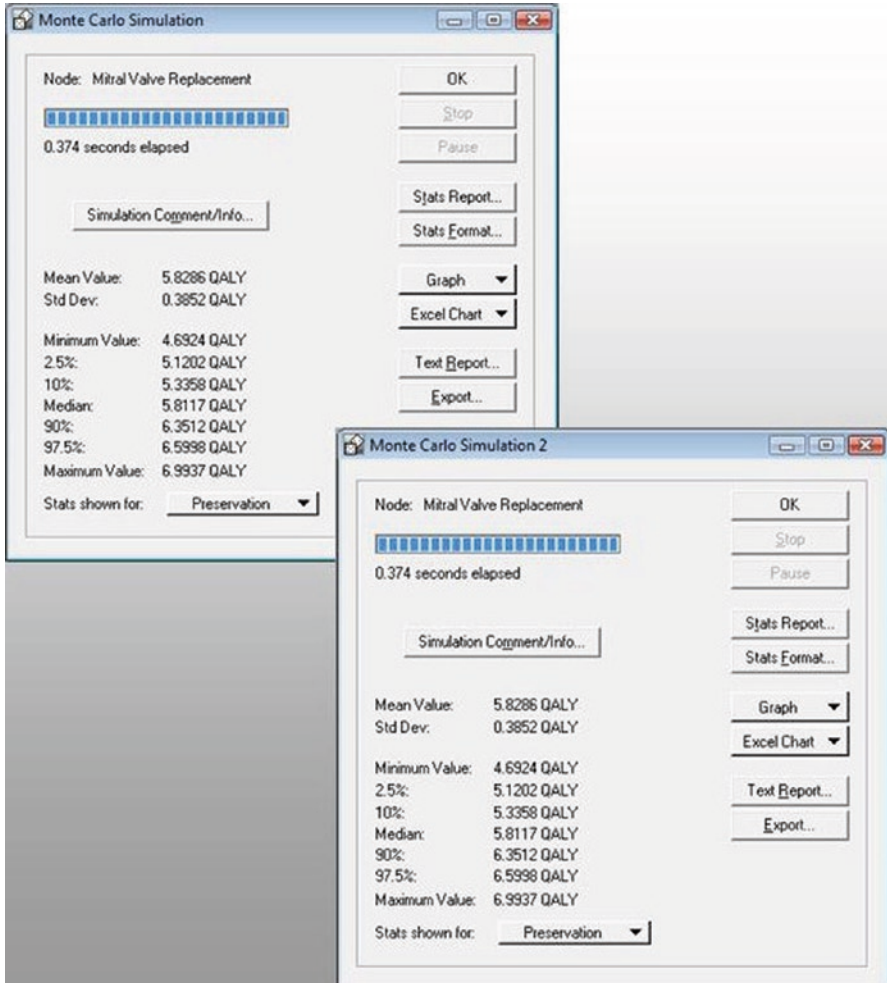 Monte Carlo Simulation
Node: Mitral Valve Replacement
OK
Stop
0.374 seconds elapsed
Pause
Simulation Comment/Info...
Stats Report...
Stats Format...
Mean Value: 5.8286 QALY
Std Dev: 0.3852 QALY
Graph
Excel Chart
Minimum Value: 4.6924 QALY
2.5%: 5.1202 QALY
10%: 5.3358 QALY
Median: 5.8117 QALY
90%: 6.3512 QALY
97.5%: 6.5998 QALY
Maximum Value: 6.9937 QALY
Text Report...
Export...
Stats shown for: Preservation
Monte Carlo Simulation 2
Node: Mitral Valve Replacement
OK
Stop
0.374 seconds elapsed
Pause
Simulation Comment/Info...
Stats Report...
Stats Format...
Mean Value: 5.8286 QALY
Std Dev: 0.3852 QALY
Graph
Excel Chart
Minimum Value: 4.6924 QALY
2.5%: 5.1202 QALY
10%: 5.3358 QALY
Median: 5.8117 QALY
90%: 6.3512 QALY
97.5%: 6.5998 QALY
Maximum Value: 6.9937 QALY
Text Report...
Export...
Stats shown for: Preservation